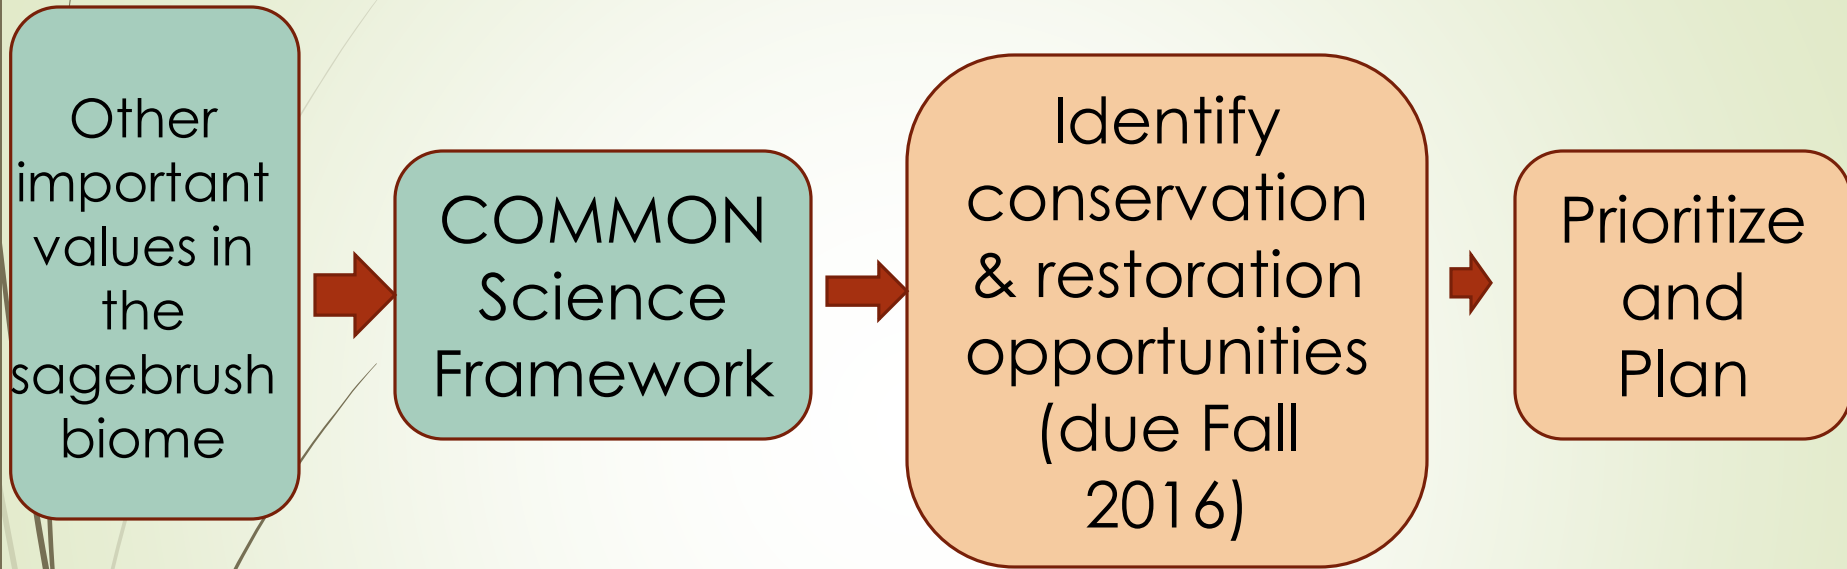 Other
important
values in
the
sagebrush
biome
COMMON
Science
Framework
Identify
conservation
& restoration
opportunities
(due Fall
2016)
Prioritize
and
Plan